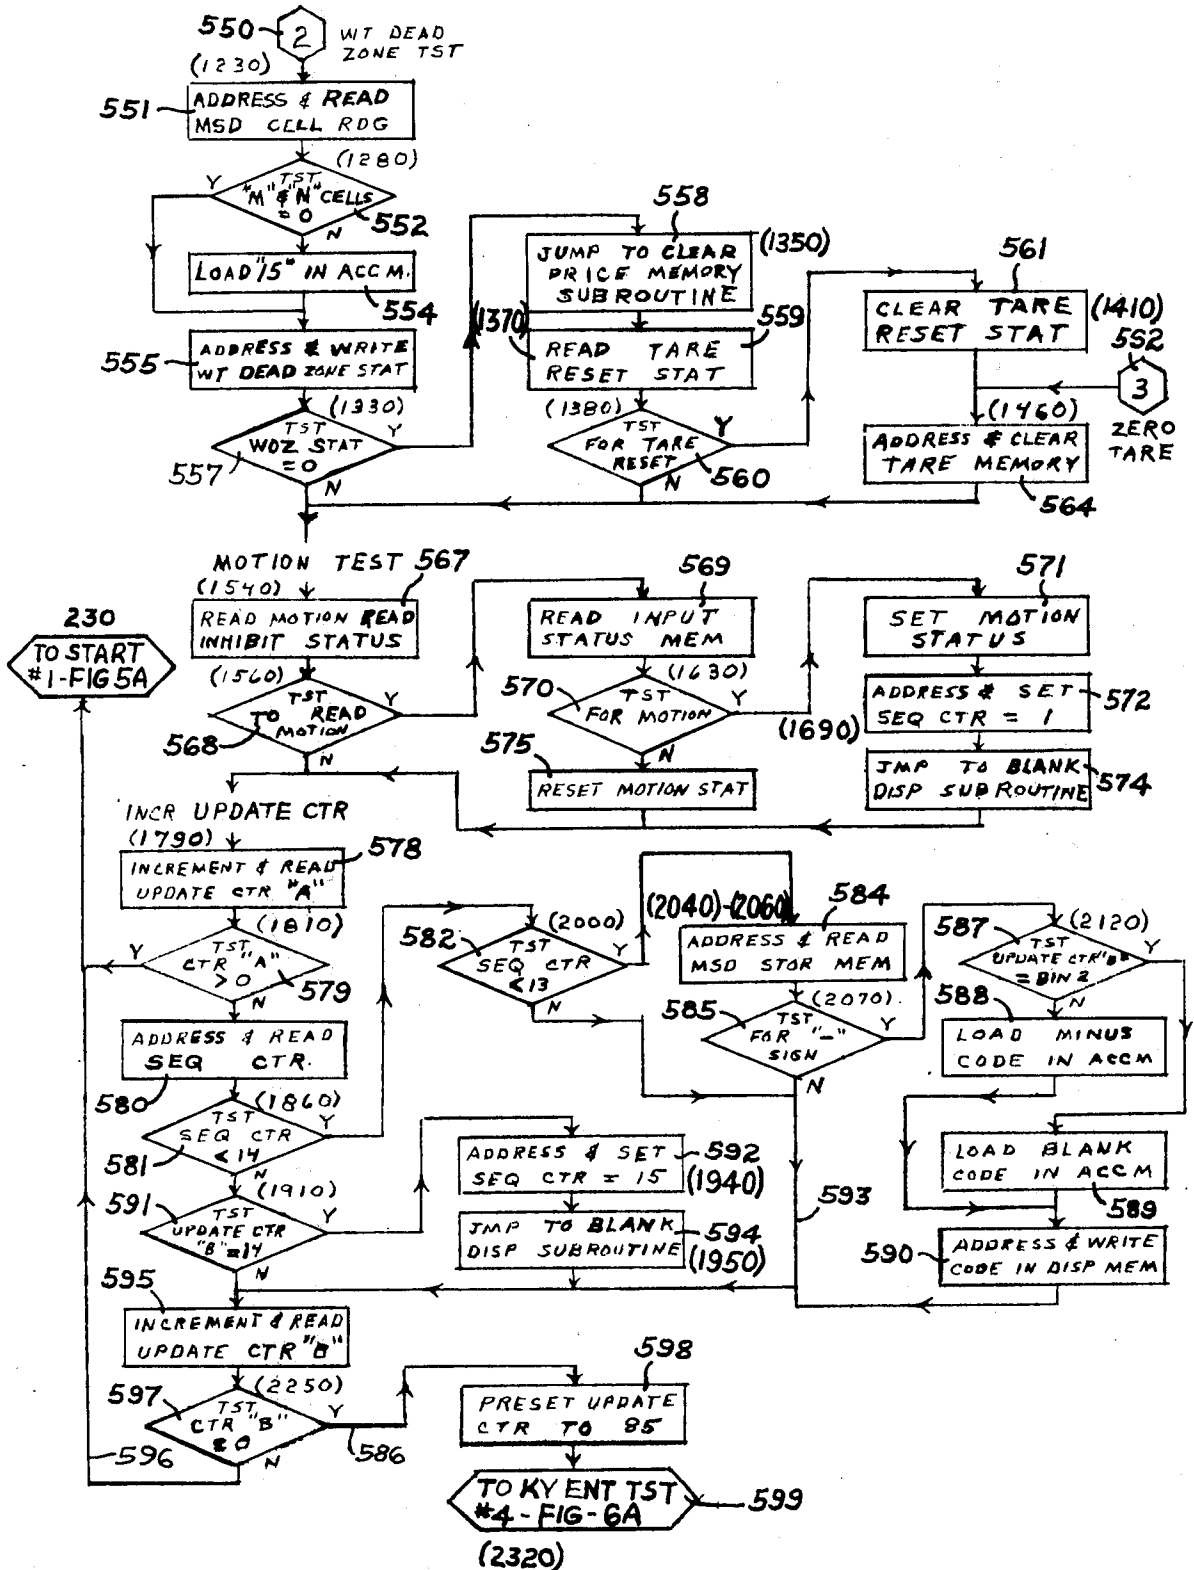 550
2
WT DEAD
ZONE TST
(1230)
551
ADDRESS & READ
MSD CELL RDG
(1280)
Y
TST
"M" & "N" CELLS
= 0
552
N
LOAD "15" IN ACCM.
554
555
ADDRESS & WRITE
WT DEAD ZONE STAT
(1330)
TST
WDZ STAT
= 0
Y
557
N
558
JUMP TO CLEAR
PRICE MEMORY
SUBROUTINE
(1350)
(1370)
559
READ TARE
RESET STAT
(1380)
TST
FOR TARE
RESET
Y
560
N
561
CLEAR TARE
RESET STAT
(1410)
562
3
ZERO
TARE
(1460)
ADDRESS & CLEAR
TARE MEMORY
564
MOTION TEST
567
(1540)
READ MOTION READ
INHIBIT STATUS
230
TO START
#1-FIG 5A
(1560)
TST
TO READ
MOTION
Y
568
N
569
READ INPUT
STATUS MEM
(1630)
570
TST
FOR MOTION
Y
N
575
RESET MOTION STAT
571
SET MOTION
STATUS
ADDRESS & SET
SEQ CTR = 1
572
(1690)
JMP TO BLANK
DISP SUBROUTINE
574
INCR UPDATE CTR
(1790)
578
INCREMENT & READ
UPDATE CTR "A"
(1810)
Y
TST
CTR "A"
> 0
579
N
ADDRESS & READ
SEQ CTR.
580
(1860)
TST
SEQ CTR
< 14
Y
581
N
582
(2000)
TST
SEQ CTR
< 13
Y
N
(2040)-(2060)
584
ADDRESS & READ
MSD STOR MEM
(2070)
585
TST
FOR "-"
SIGN
Y
N
587
(2120)
TST
UPDATE CTR "B"
= BIN 2
Y
N
588
LOAD MINUS
CODE IN ACCM
LOAD BLANK
CODE IN ACCM
589
590
ADDRESS & WRITE
CODE IN DISP MEM
591
(1910)
TST
UPDATE CTR
"B" = 14
Y
N
ADDRESS & SET
SEQ CTR = 15
592
(1940)
JMP TO BLANK
DISP SUBROUTINE
594
(1950)
593
595
INCREMENT & READ
UPDATE CTR "B"
597
(2250)
TST
CTR "B"
= 0
Y
586
N
596
598
PRESET UPDATE
CTR TO 85
TO KY ENT TST
#4 - FIG - 6A
599
(2320)